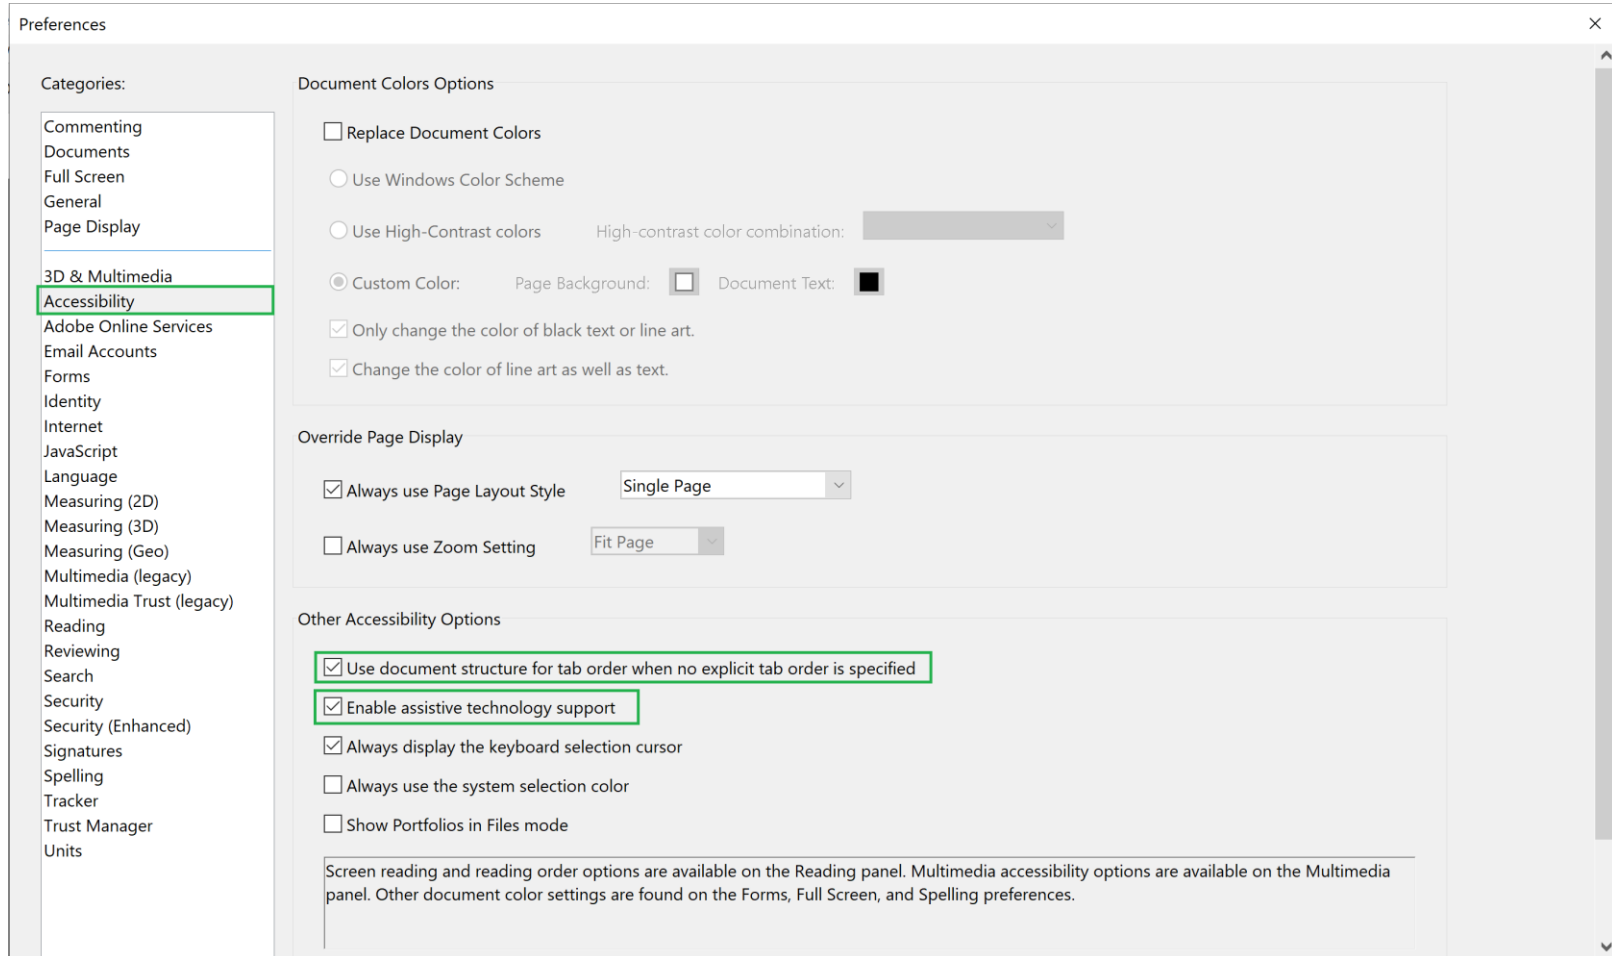 Preferences
Categories:
Commenting
Documents
Full Screen
General
Page Display
3D & Multimedia
Accessibility
Adobe Online Services
Email Accounts
Forms
Identity
Internet
JavaScript
Language
Measuring (2D)
Measuring (3D)
Measuring (Geo)
Multimedia (legacy)
Multimedia Trust (legacy)
Reading
Reviewing
Search
Security
Security (Enhanced)
Signatures
Spelling
Tracker
Trust Manager
Units
Document Colors Options
Replace Document Colors
Use Windows Color Scheme
Use High-Contrast colors High-contrast color combination:
Custom Color: Page Background: Document Text:
Only change the color of black text or line art.
Change the color of line art as well as text.
Override Page Display
Always use Page Layout Style Single Page
Always use Zoom Setting Fit Page
Other Accessibility Options
Use document structure for tab order when no explicit tab order is specified
Enable assistive technology support
Always display the keyboard selection cursor
Always use the system selection color
Show Portfolios in Files mode
Screen reading and reading order options are available on the Reading panel. Multimedia accessibility options are available on the Multimedia
panel. Other document color settings are found on the Forms, Full Screen, and Spelling preferences.